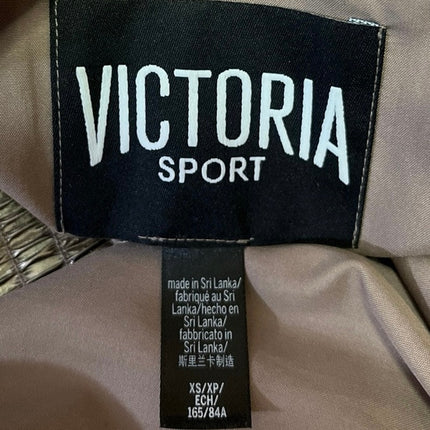 VICTORIA
SPORT
made in Sri Lanka/
fabriqué au Sri
Lanka/hecho en
Sri Lanka/
fabbricato in
Sri Lanka/
斯里兰卡制造
XS/XP/
ECH/
165/84A